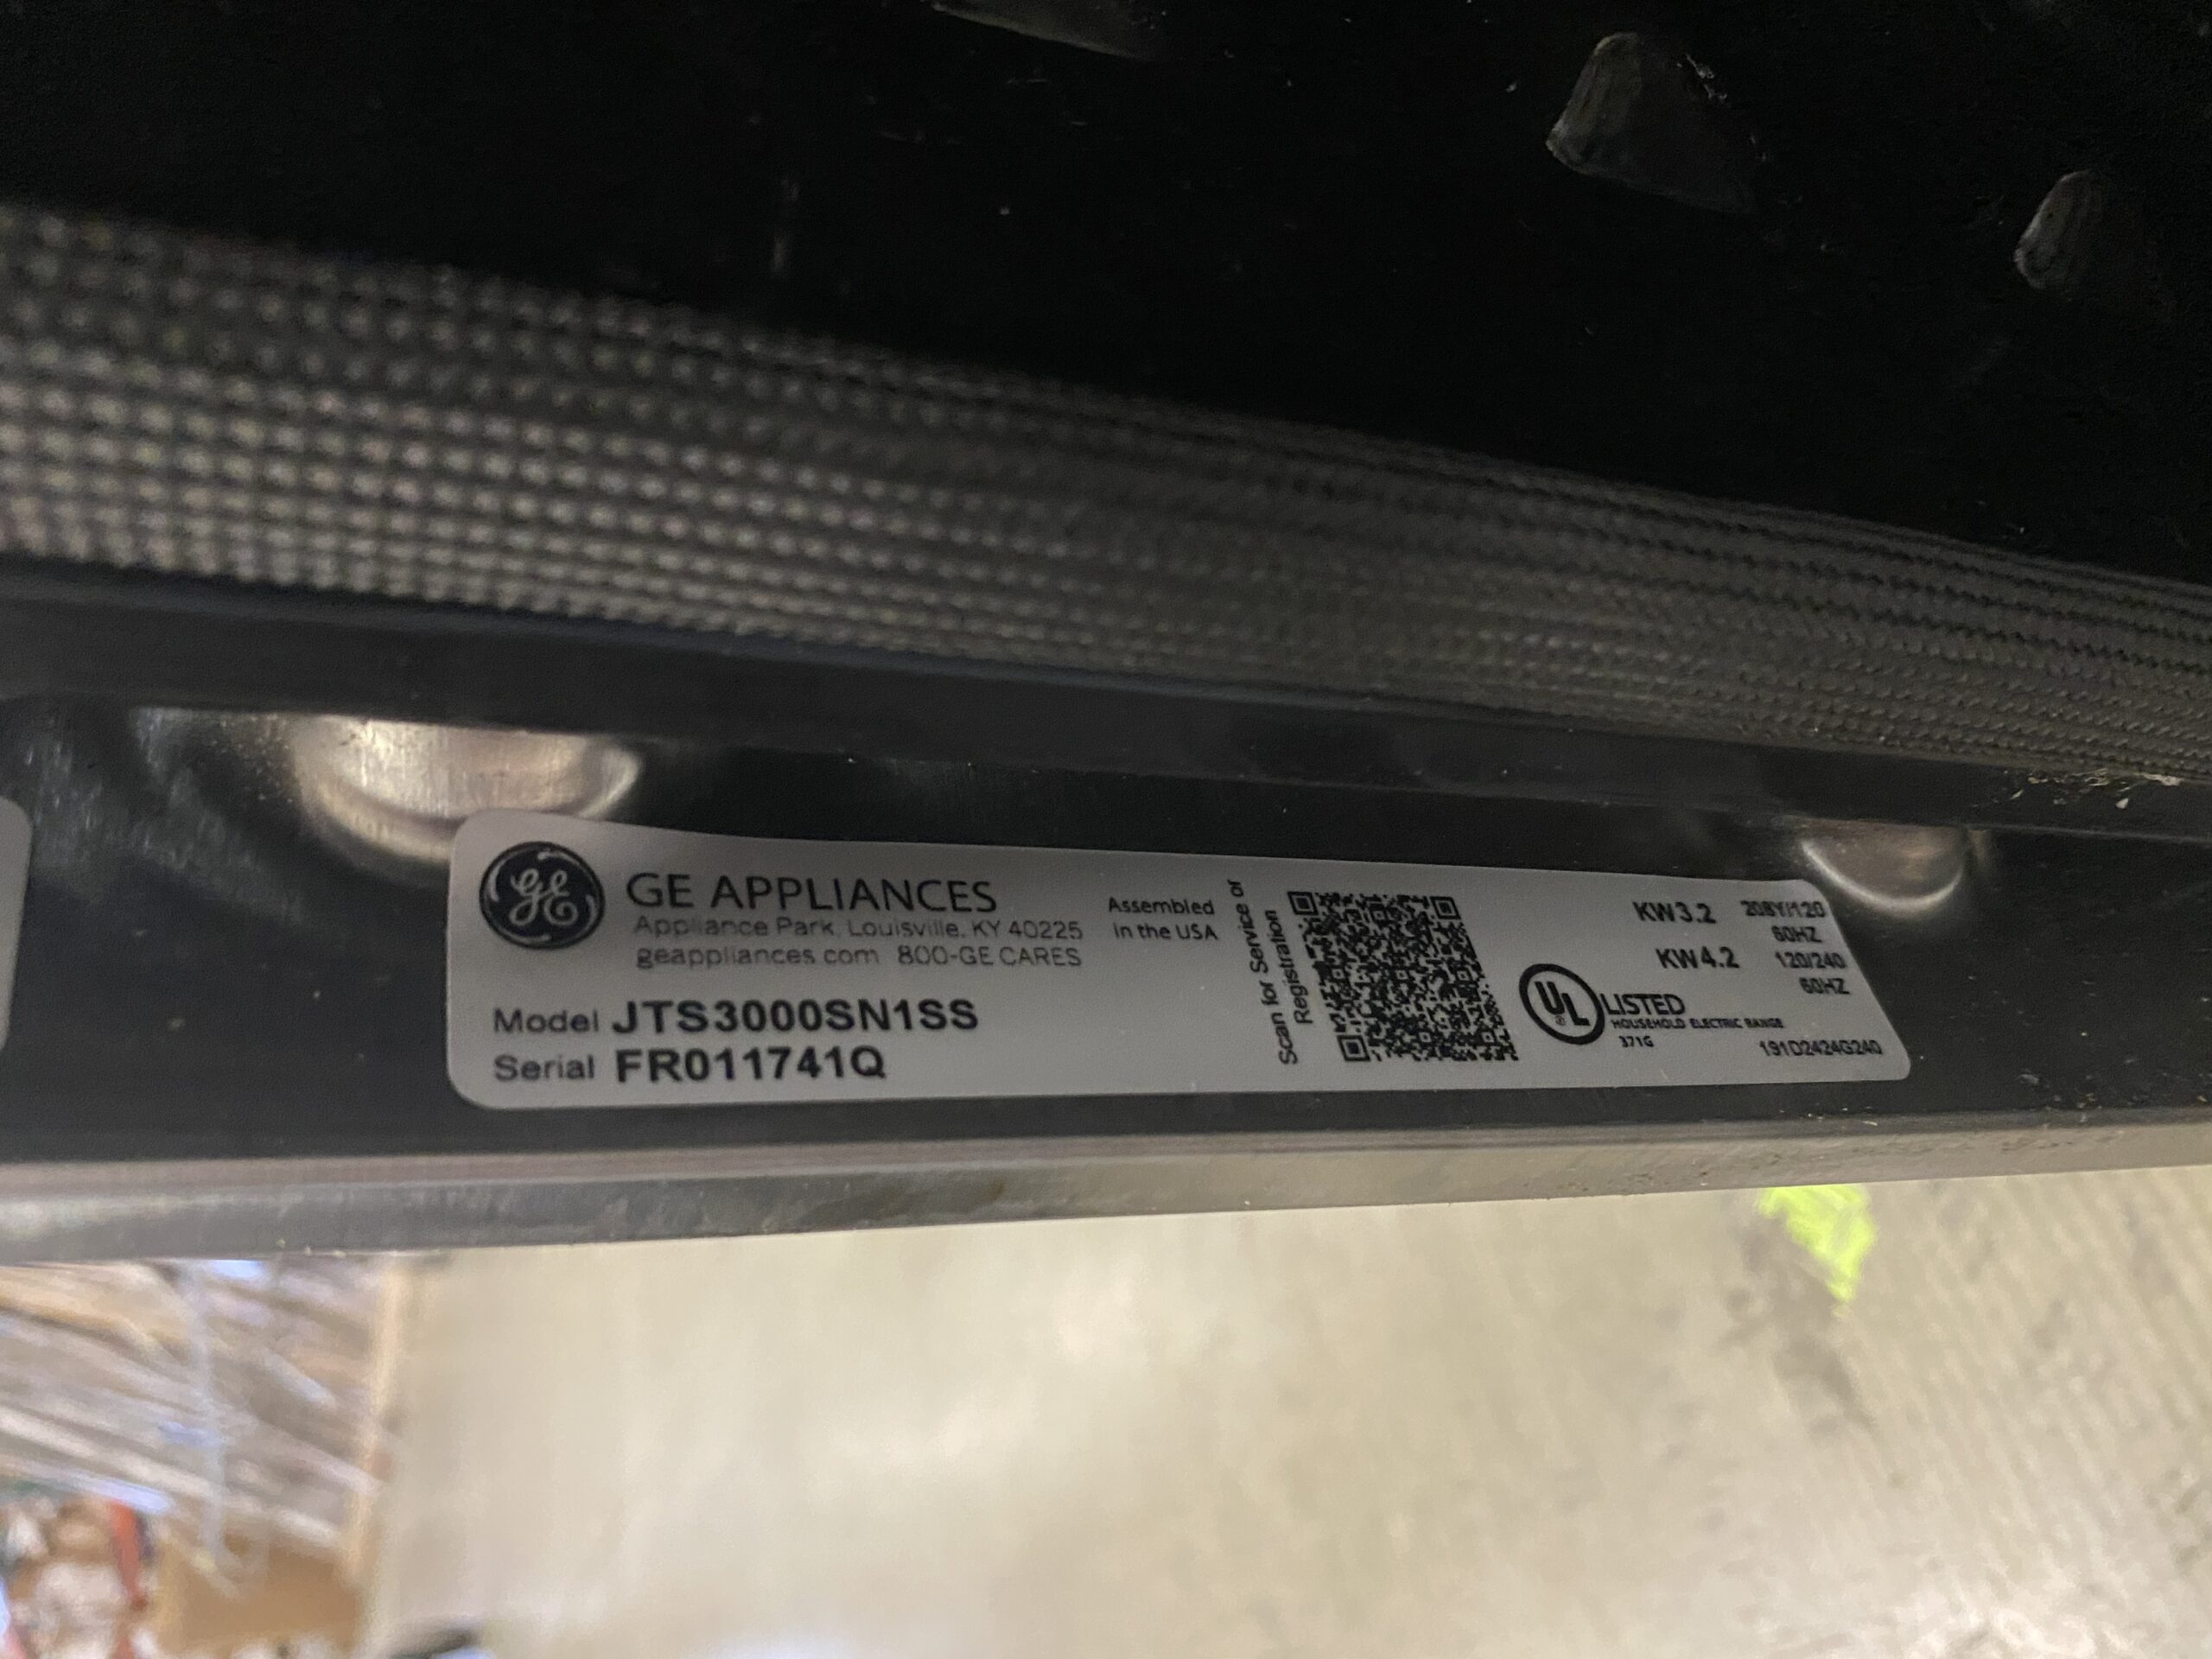 GE
GE APPLIANCES
Appliance Park, Louisville, KY 40225
geappliances.com 800-GE CARES
Model JTS3000SN1SS
Serial FR011741Q
Assembled
in the USA
Scan for Service or
Registration
KW3.2 208Y/120
60HZ
KW4.2 120/240
60HZ
UL LISTED
®
HOUSEHOLD ELECTRIC RANGE
371G
191D2424G240